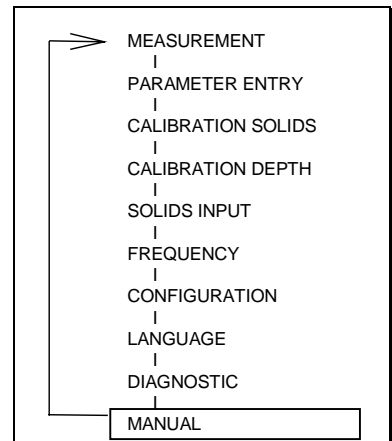 MEASUREMENT
PARAMETER ENTRY
CALIBRATION SOLIDS
CALIBRATION DEPTH
SOLIDS INPUT
FREQUENCY
CONFIGURATION
LANGUAGE
DIAGNOSTIC
MANUAL